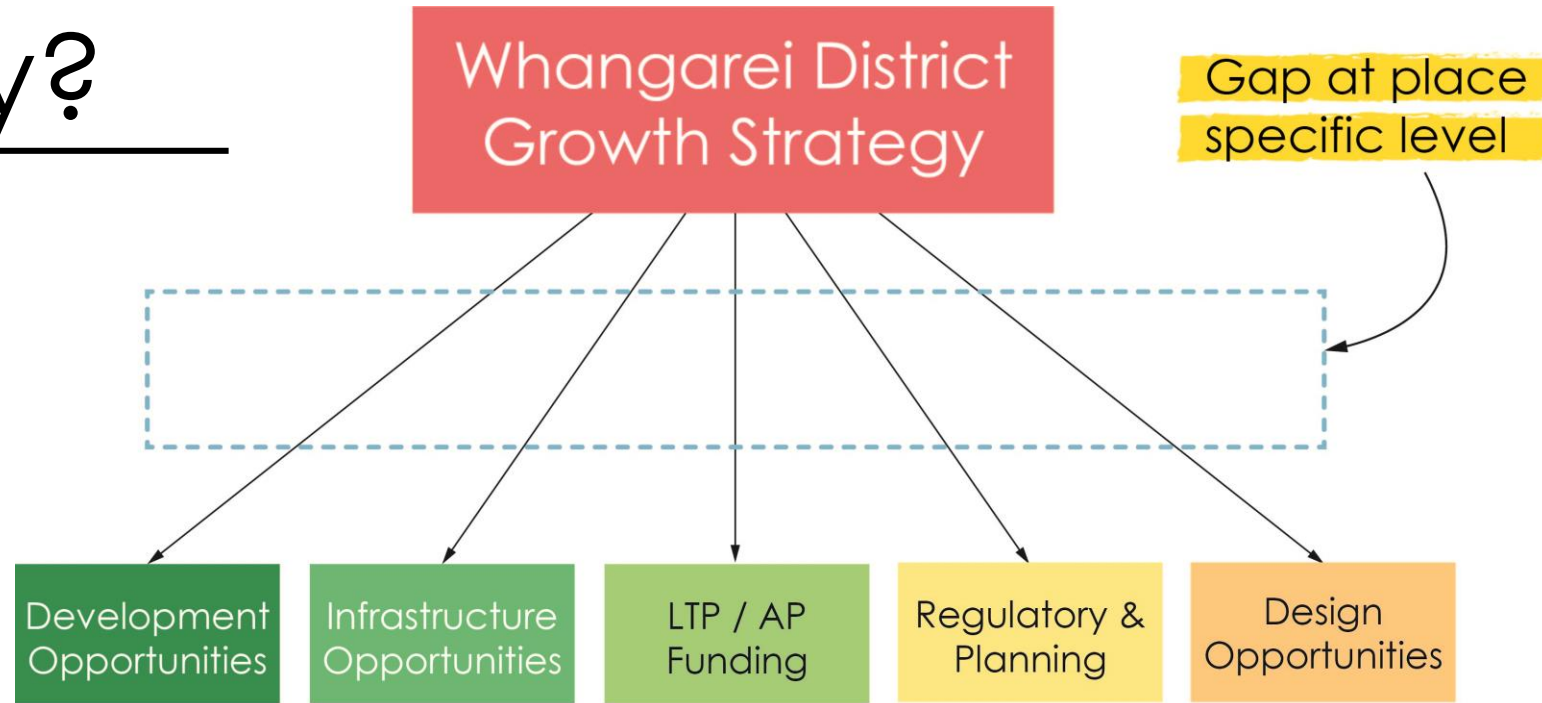 y?
Whangarei District
Growth Strategy
Gap at place
specific level
Development
Opportunities
Infrastructure
Opportunities
LTP / AP
Funding
Regulatory &
Planning
Design
Opportunities